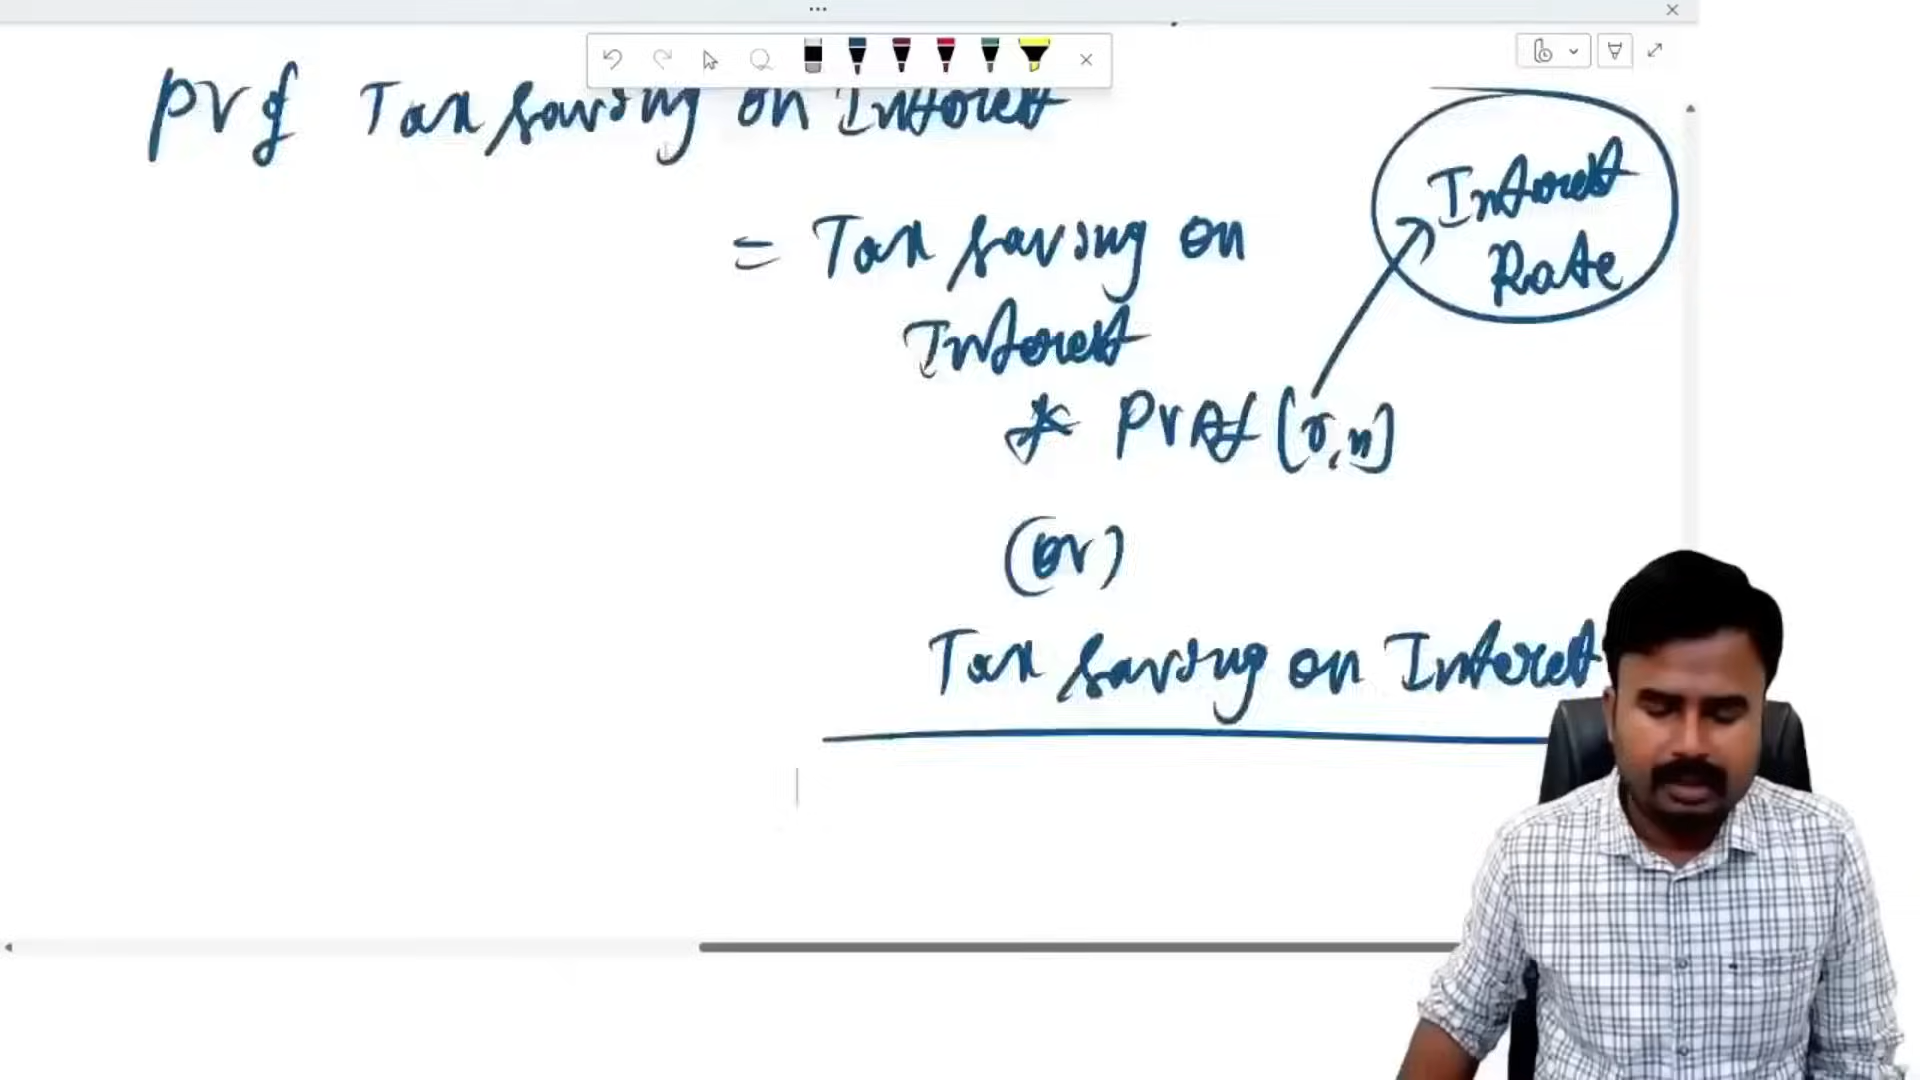 PV of Tax saving on Interest
= Tax saving on
Interest
* PVAF (r,n)
Interest
Rate
(or)
Tax saving on Interest